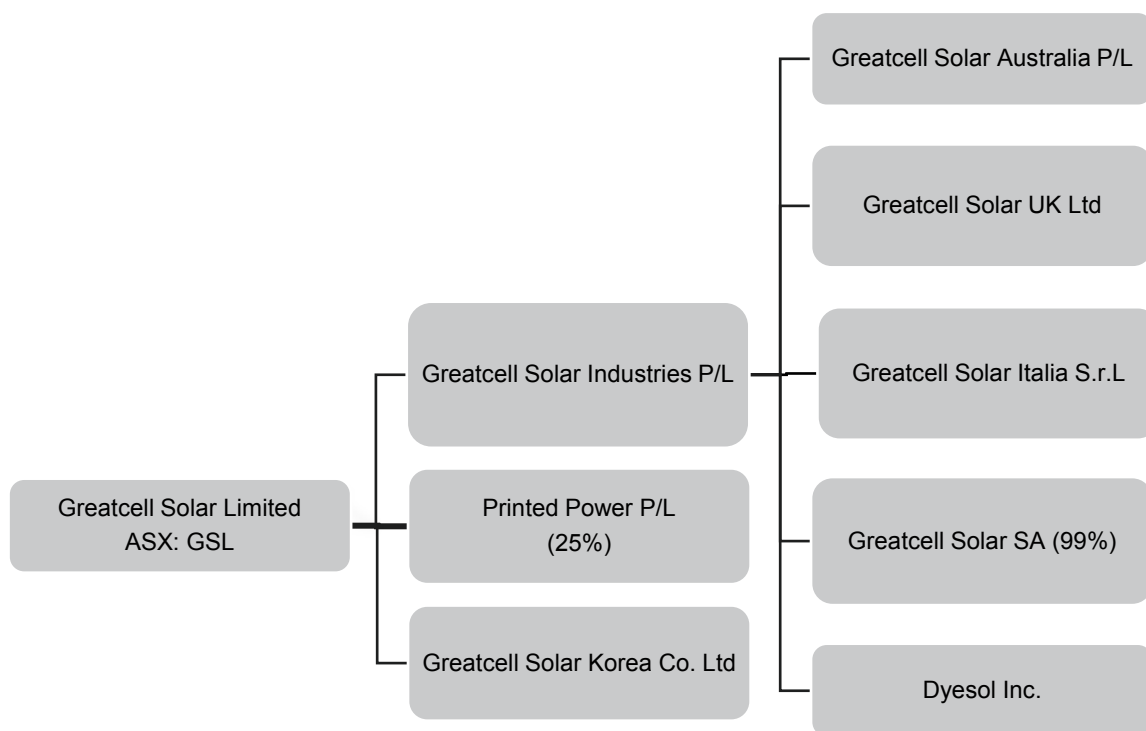 Greatcell Solar Limited
ASX: GSL
Greatcell Solar Industries P/L
Printed Power P/L
(25%)
Greatcell Solar Korea Co. Ltd
Greatcell Solar Australia P/L
Greatcell Solar UK Ltd
Greatcell Solar Italia S.r.L
Greatcell Solar SA (99%)
Dyesol Inc.